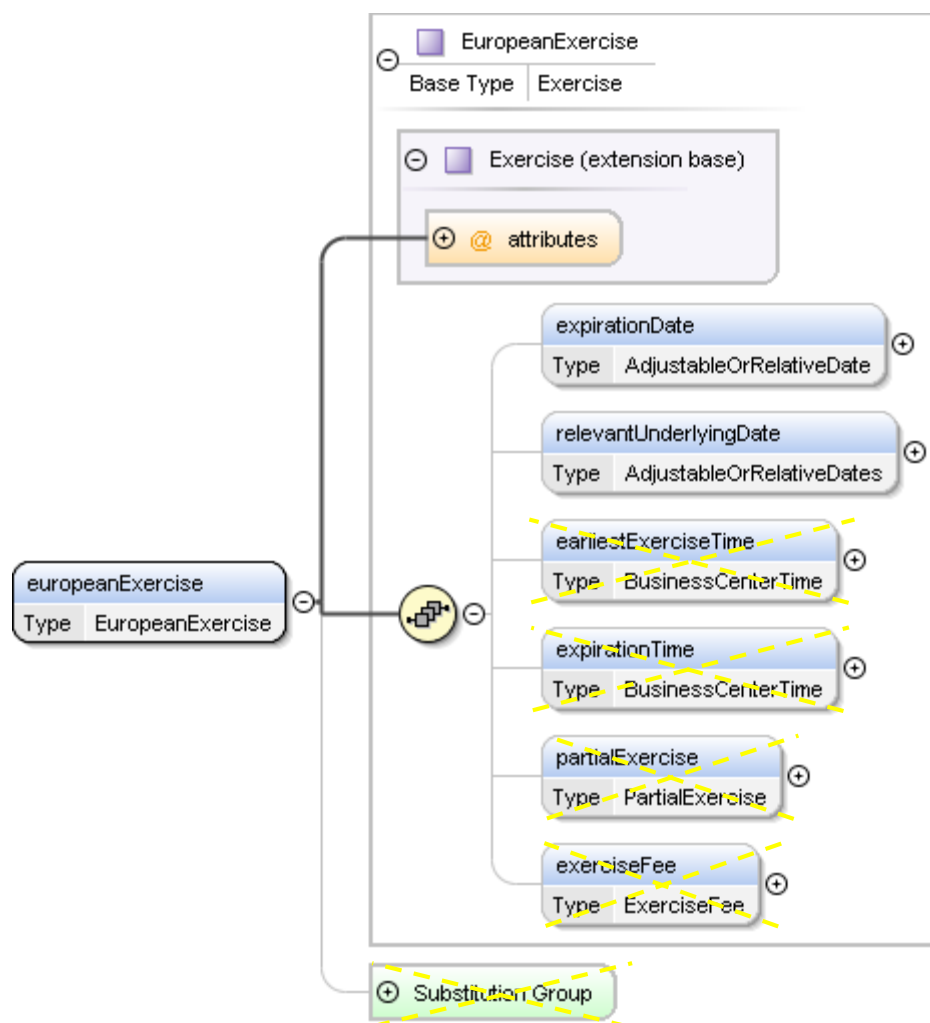 EuropeanExercise
Base Type Exercise
Exercise (extension base)
@ attributes
expirationDate
Type AdjustableOrRelativeDate
relevantUnderlyingDate
Type AdjustableOrRelativeDates
earliestExerciseTime
Type BusinessCenterTime
europeanExercise
Type EuropeanExercise
expirationTime
Type BusinessCenterTime
partialExercise
Type PartialExercise
exerciseFee
Type ExerciseFee
Substitution Group